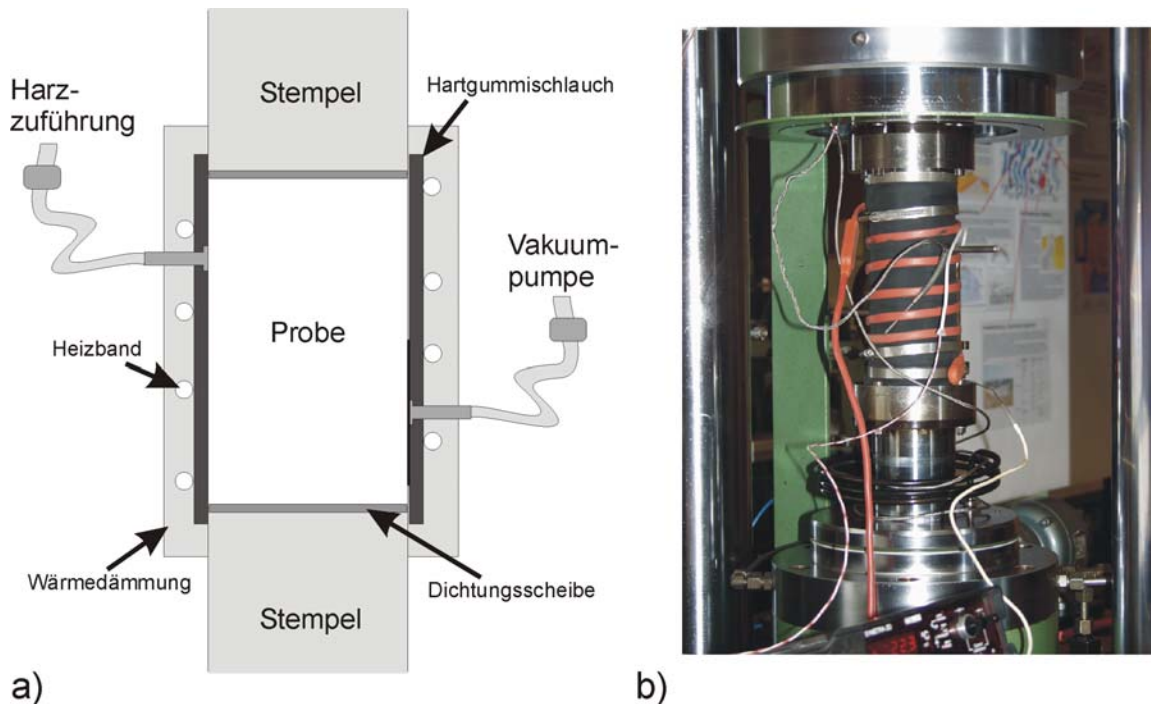 Stempel
Harz-
zuführung
Hartgummischlauch
Vakuum-
pumpe
Probe
Heizband
Wärmedämmung
Dichtungsscheibe
Stempel
a)
b)